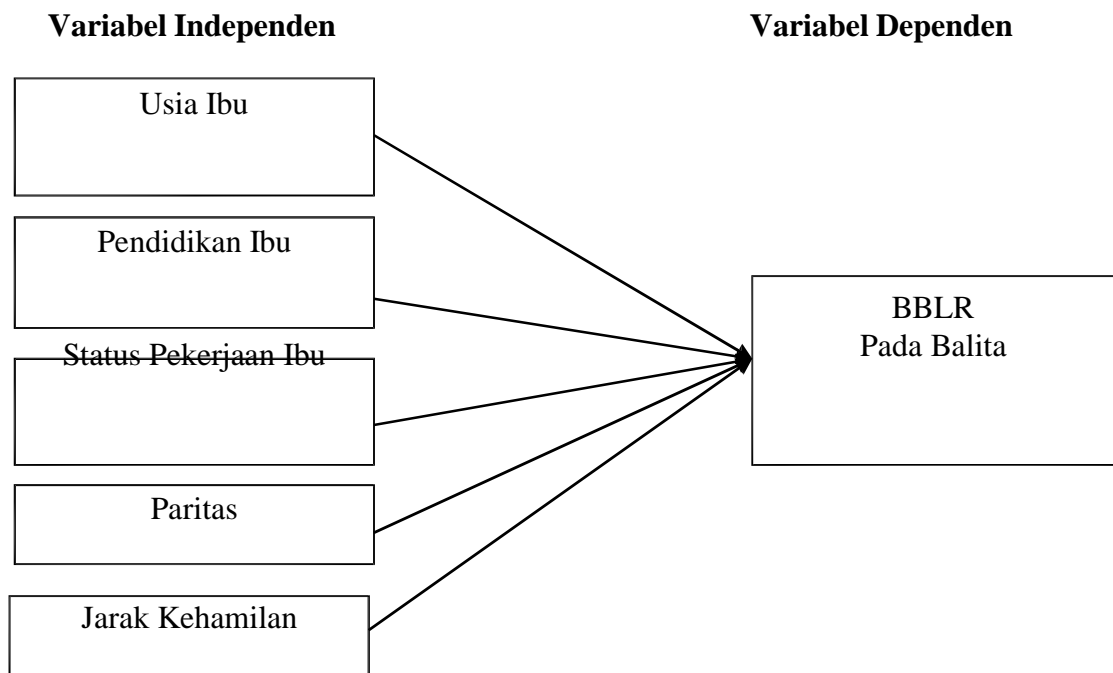 Variabel Independen
Variabel Dependen
Usia Ibu
Pendidikan Ibu
Status Pekerjaan Ibu
Paritas
Jarak Kehamilan
BBLR
Pada Balita